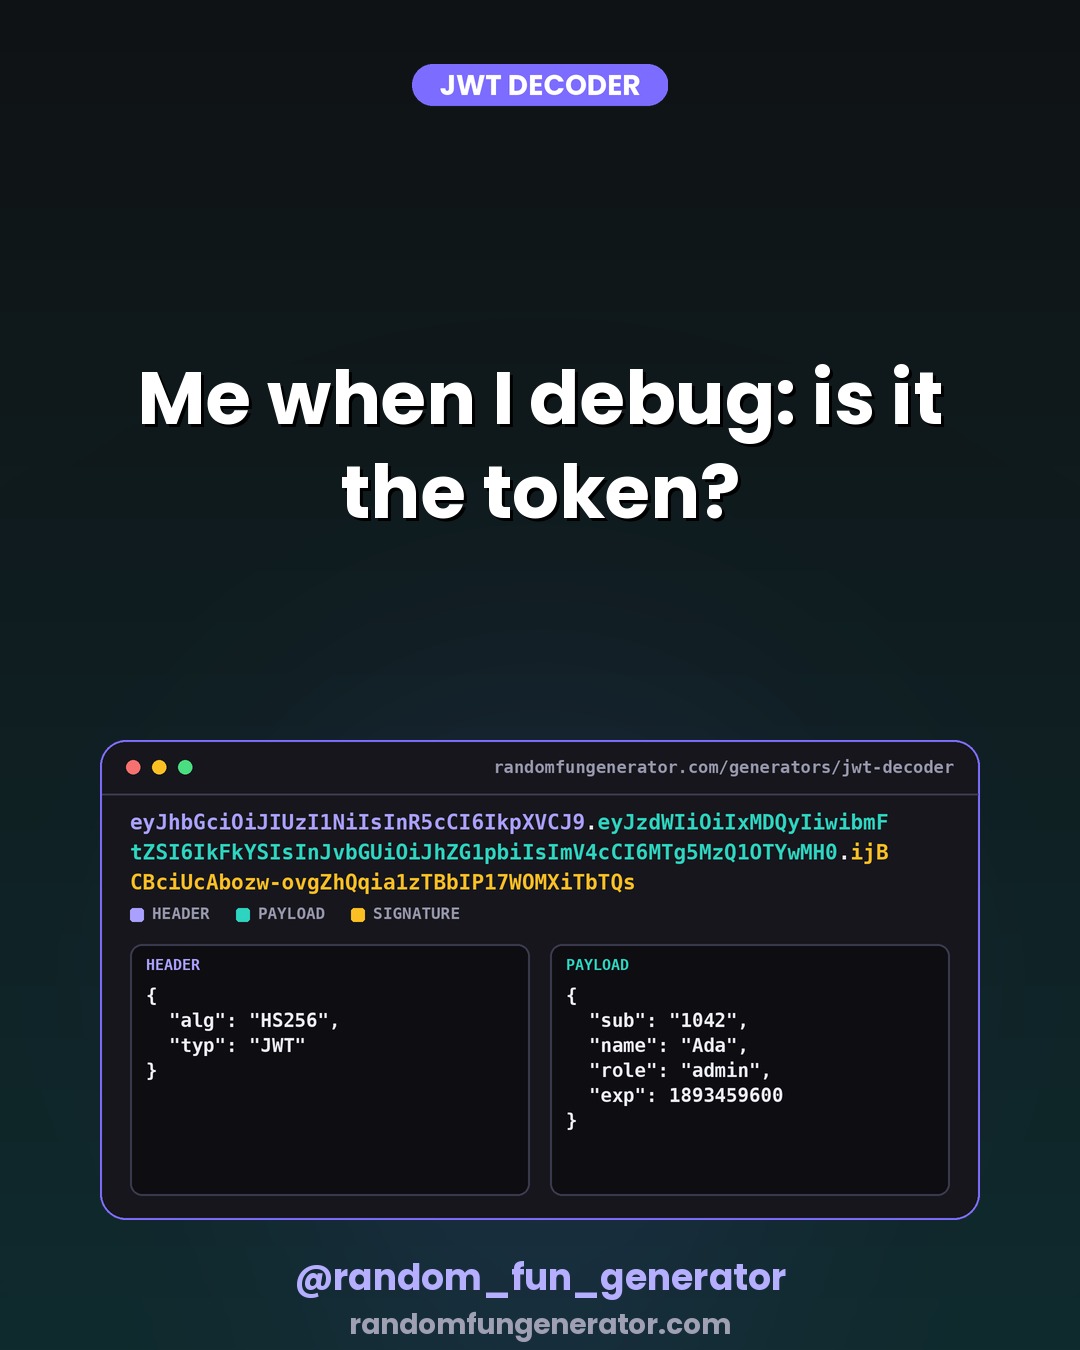 JWT DECODER
Me when I debug: is it
the token?
randomfungenerator.com/generators/jwt-decoder
eyJhbGciOiJIUzI1NiIsInR5cCI6IkpXVCJ9.eyJzdWIiOiIxMDQyIiwibmF
tZSI6IkFkYSIsInJvbGUiOiJhZG1pbiIsImV4cCI6MTg5MzQ1OTYwMH0.ijB
CBciUcAbozw-ovgZhQqia1zTBbIP17WOMXiTbTQs
HEADER PAYLOAD SIGNATURE
HEADER
{
  "alg": "HS256",
  "typ": "JWT"
}
PAYLOAD
{
  "sub": "1042",
  "name": "Ada",
  "role": "admin",
  "exp": 1893459600
}
@random_fun_generator
randomfungenerator.com